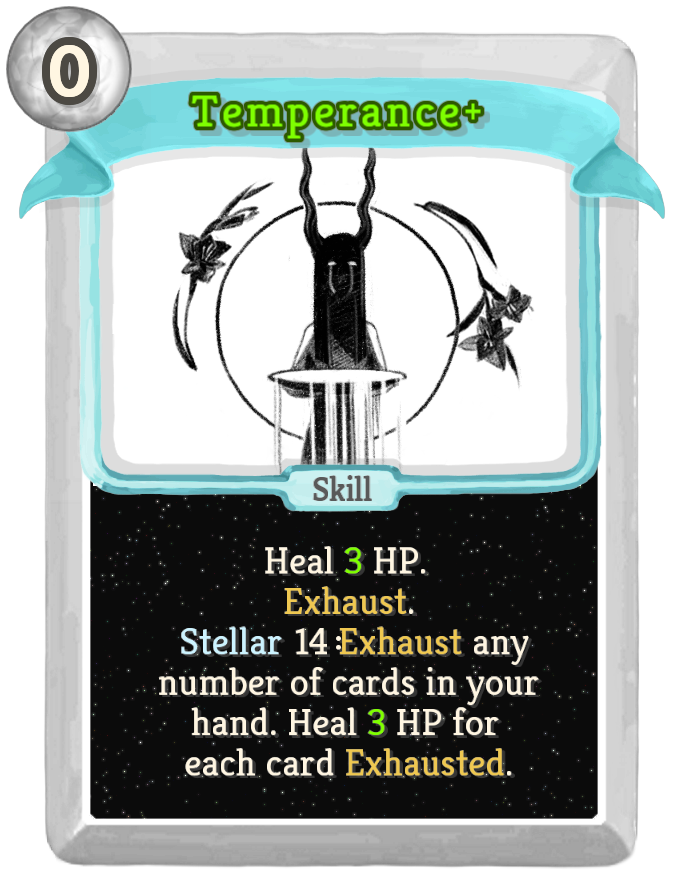 0
Temperance+
Skill
Heal 3 HP.
Exhaust.
Stellar 14 :Exhaust any
number of cards in your
hand. Heal 3 HP for
each card Exhausted.